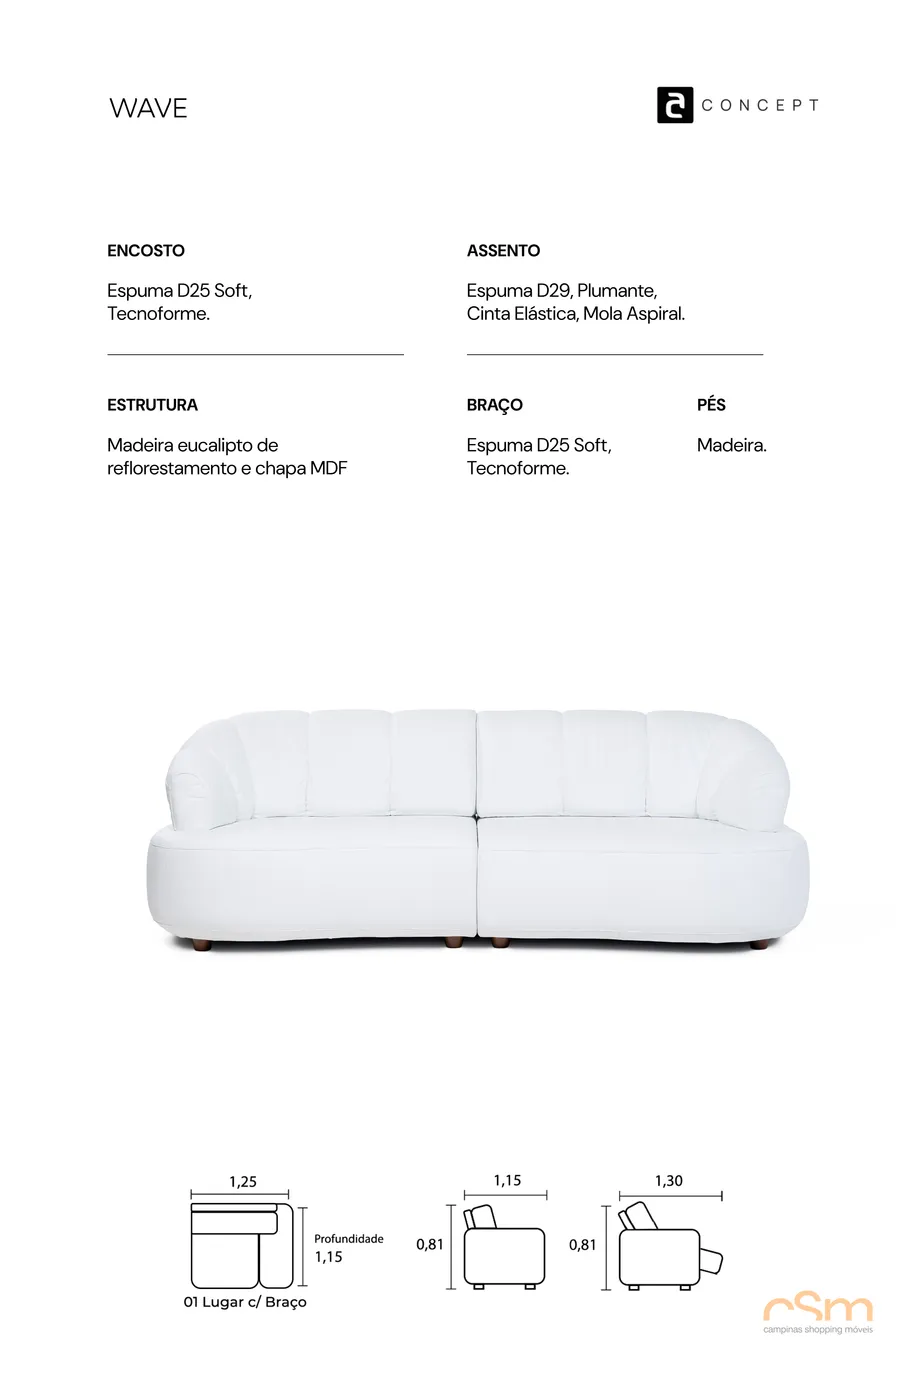 WAVE
CONCEPT
ENCOSTO
Espuma D25 Soft,
Tecnoforme.
ASSENTO
Espuma D29, Plumante,
Cinta Elástica, Mola Aspiral.
ESTRUTURA
Madeira eucalipto de
reflorestamento e chapa MDF
BRAÇO
Espuma D25 Soft,
Tecnoforme.
PÉS
Madeira.
1,25
Profundidade
1,15
01 Lugar c/ Braço
1,15
0,81
1,30
0,81
csm
campinas shopping móveis